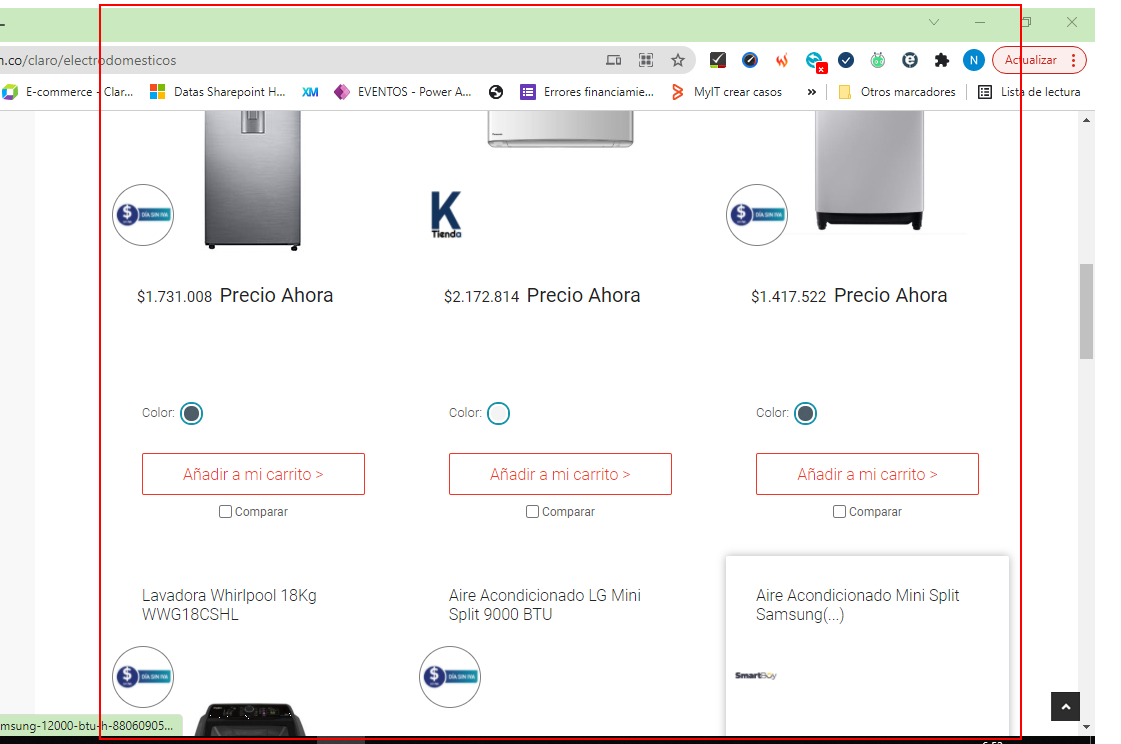 n.co/claro/electrodomesticos
N
Actualizar
E-commerce - Clar...
Datas Sharepoint H...
XM
EVENTOS - Power A...
Errores financiamie...
MyIT crear casos
»
Otros marcadores
Lista de lectura
$ DÍA SIN IVA
K
Tienda
$ DÍA SIN IVA
$1.731.008 Precio Ahora
$2.172.814 Precio Ahora
$1.417.522 Precio Ahora
Color:
Color:
Color:
Añadir a mi carrito >
Añadir a mi carrito >
Añadir a mi carrito >
Comparar
Comparar
Comparar
Lavadora Whirlpool 18Kg
WWG18CSHL
Aire Acondicionado LG Mini
Split 9000 BTU
Aire Acondicionado Mini Split
Samsung(...)
$ DÍA SIN IVA
$ DÍA SIN IVA
SmartBuy
msung-12000-btu-h-88060905...